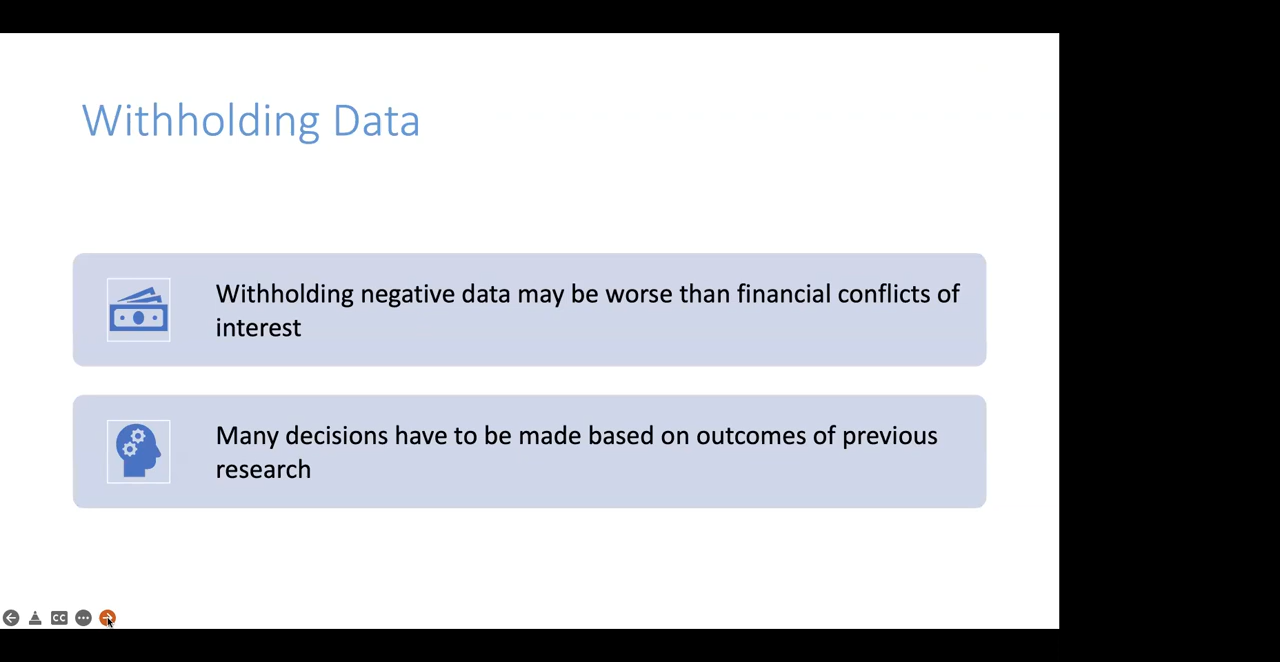 Withholding Data
Withholding negative data may be worse than financial conflicts of
interest
Many decisions have to be made based on outcomes of previous
research
CC